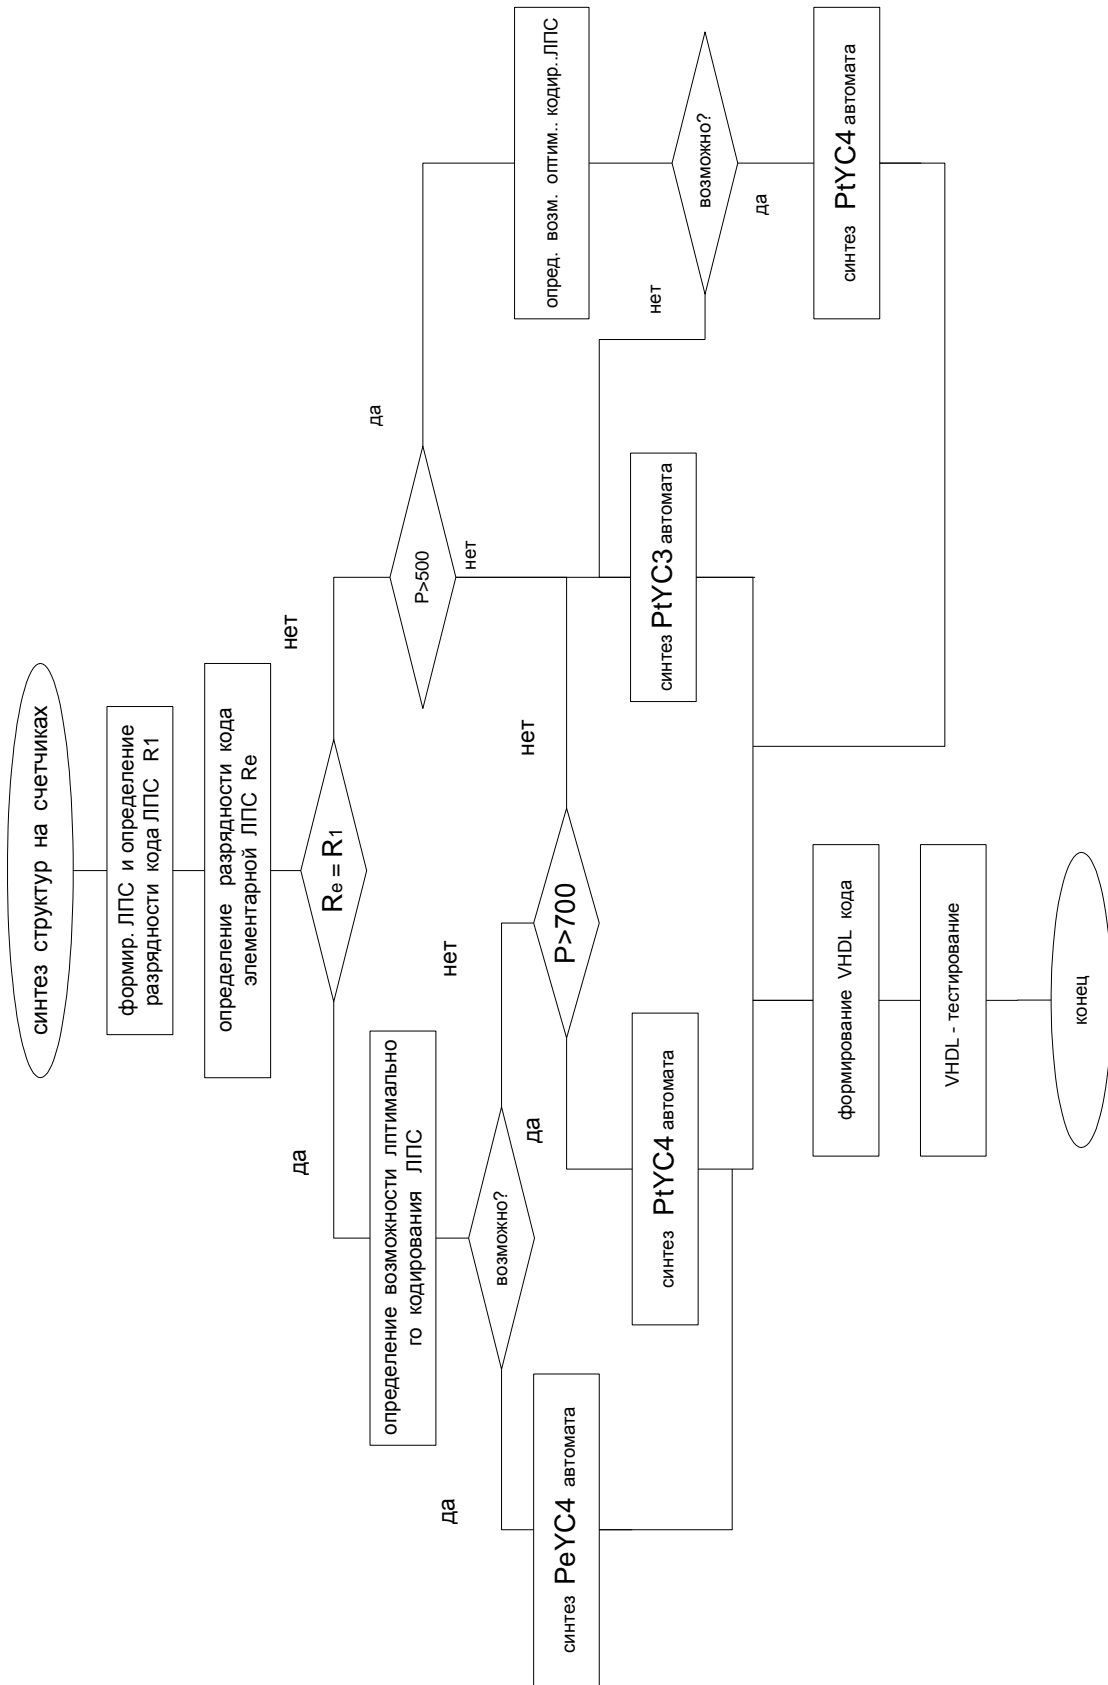 синтез структур на счетчиках
формир. ЛПС и определение
разрядности кода ЛПС R1
определение разрядности кода
элементарной ЛПС Re
Re = R1
да
нет
определение возможности лптимально
го кодирования ЛПС
P>500
да
нет
возможно?
да
нет
P>700
да
нет
опред. возм. оптим.. кодир..ЛПС
возможно?
нет
да
синтез PeYC4 автомата
синтез PtYC4 автомата
синтез PtYC3 автомата
синтез PtYC4 автомата
формирование VHDL кода
VHDL - тестирование
конец